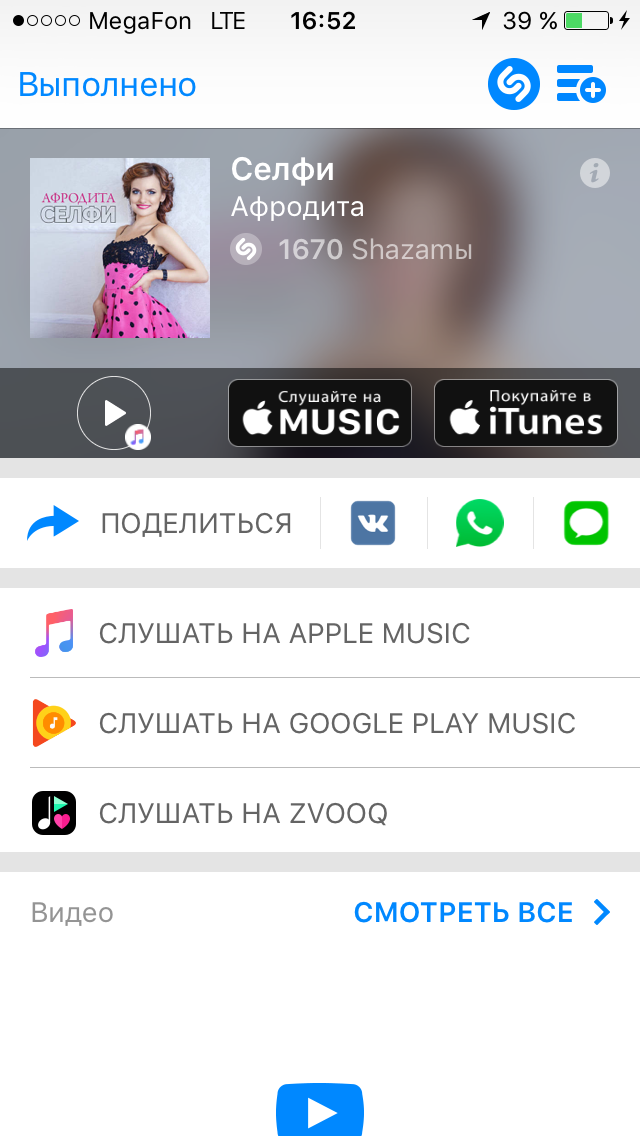 MegaFon LTE 16:52 39 %
Выполнено
АФРОДИТА
СЕЛФИ
Селфи
Афродита
1670 Shazamы
Слушайте на
MUSIC
Покупайте в
iTunes
ПОДЕЛИТЬСЯ
СЛУШАТЬ НА APPLE MUSIC
СЛУШАТЬ НА GOOGLE PLAY MUSIC
СЛУШАТЬ НА ZVOOQ
Видео СМОТРЕТЬ ВСЕ